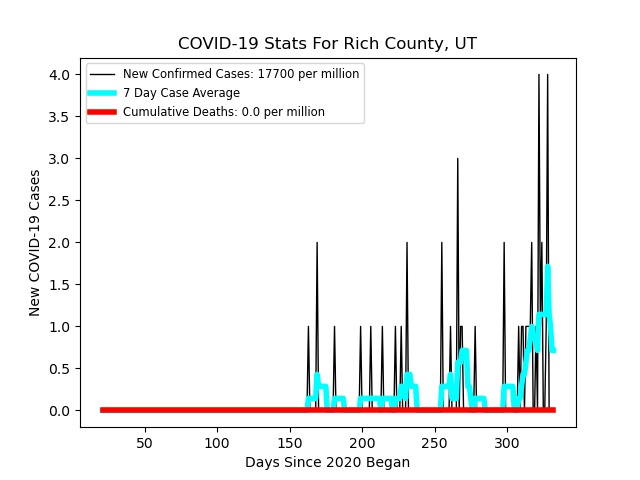 COVID-19 Stats For Rich County, UT
New Confirmed Cases: 17700 per million
7 Day Case Average
Cumulative Deaths: 0.0 per million
New COVID-19 Cases
4.0
3.5
3.0
2.5
2.0
1.5
1.0
0.5
0.0
50 100 150 200 250 300
Days Since 2020 Began